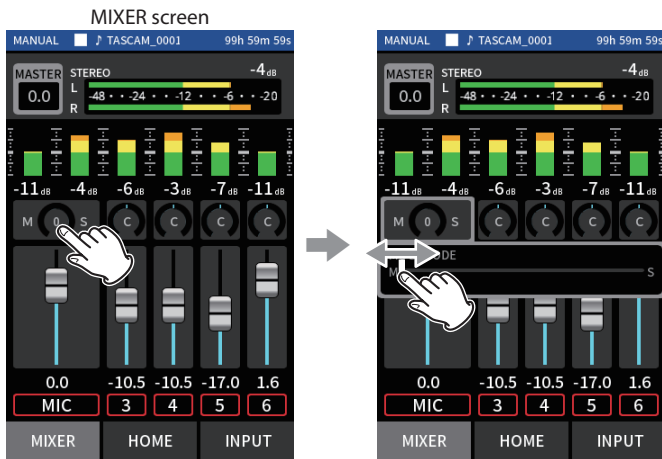 MIXER screen
MANUAL ♪ TASCAM_0001 99h 59m 59s
MASTER STEREO -4dB
0.0
L
-48 · · -24 · · -12 · · -6 · · -20
R
-11dB -4dB -6dB -3dB -7dB -11dB
M 0 S C C C C
0.0 -10.5 -10.5 -17.0 1.6
MIC 3 4 5 6
MIXER HOME INPUT
MANUAL ♪ TASCAM_0001 99h 59m 59s
MASTER STEREO -4dB
0.0
L
-48 · · -24 · · -12 · · -6 · · -20
R
-11dB -4dB -6dB -3dB -7dB -11dB
M 0 S C C C C
ODE
M S
0.0 -10.5 -10.5 -17.0 1.6
MIC 3 4 5 6
MIXER HOME INPUT